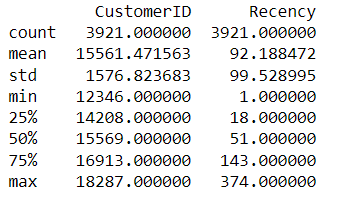 CustomerID Recency
count 3921.000000 3921.000000
mean 15561.471563 92.188472
std 1576.823683 99.528995
min 12346.000000 1.000000
25% 14208.000000 18.000000
50% 15569.000000 51.000000
75% 16913.000000 143.000000
max 18287.000000 374.000000